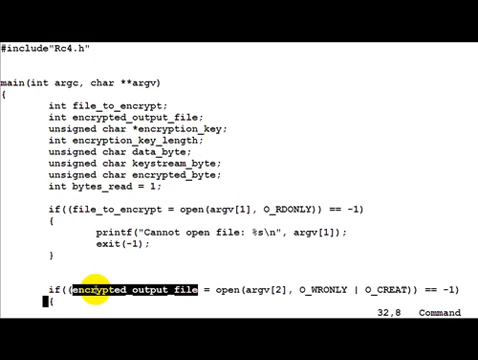 #include"Rc4.h"
main(int argc, char **argv)
{
int file_to_encrypt;
int encrypted_output_file;
unsigned char *encryption_key;
int encryption_key_length;
unsigned char data_byte;
unsigned char keystream_byte;
unsigned char encrypted_byte;
int bytes_read = 1;
if((file_to_encrypt = open(argv[1], O_RDONLY)) == -1)
{
printf("Cannot open file: %s\n", argv[1]);
exit(-1);
}
if((encrypted_output_file = open(argv[2], O_WRONLY | O_CREAT)) == -1)
{
32,8 Command